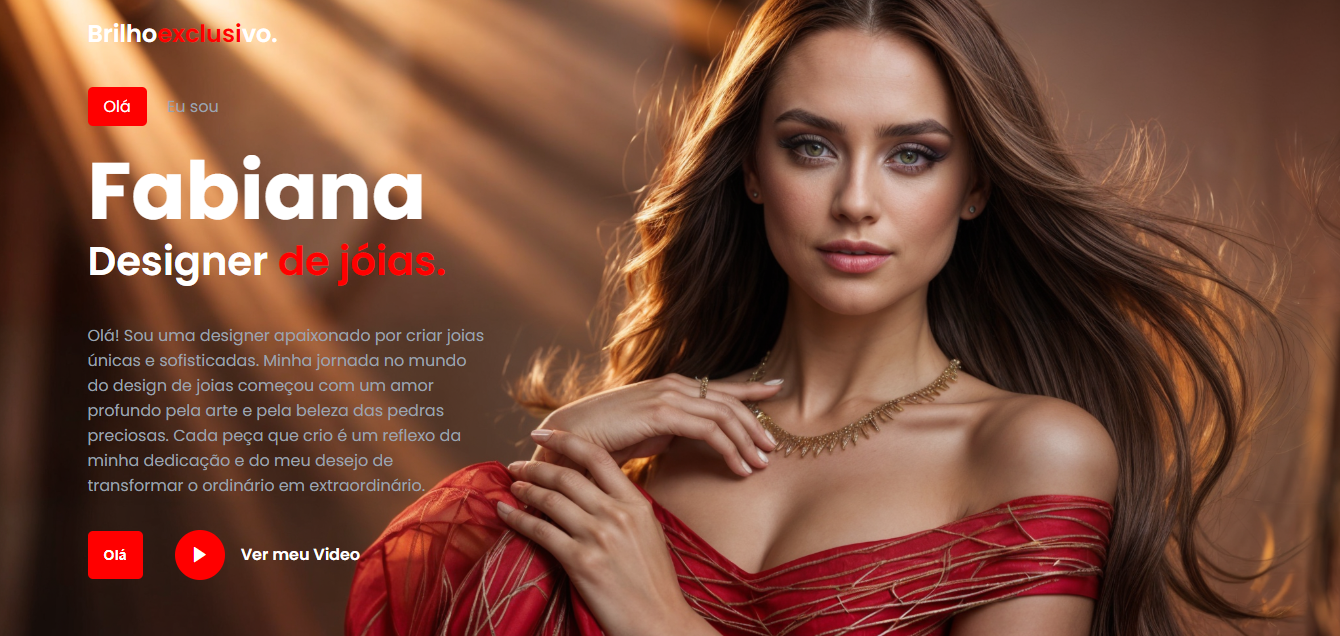 Brilhoexclusivo.
Olá Eu sou
Fabiana
Designer de jóias.
Olá! Sou uma designer apaixonado por criar joias
únicas e sofisticadas. Minha jornada no mundo
do design de joias começou com um amor
profundo pela arte e pela beleza das pedras
preciosas. Cada peça que crio é um reflexo da
minha dedicação e do meu desejo de
transformar o ordinário em extraordinário.
Olá Ver meu Video